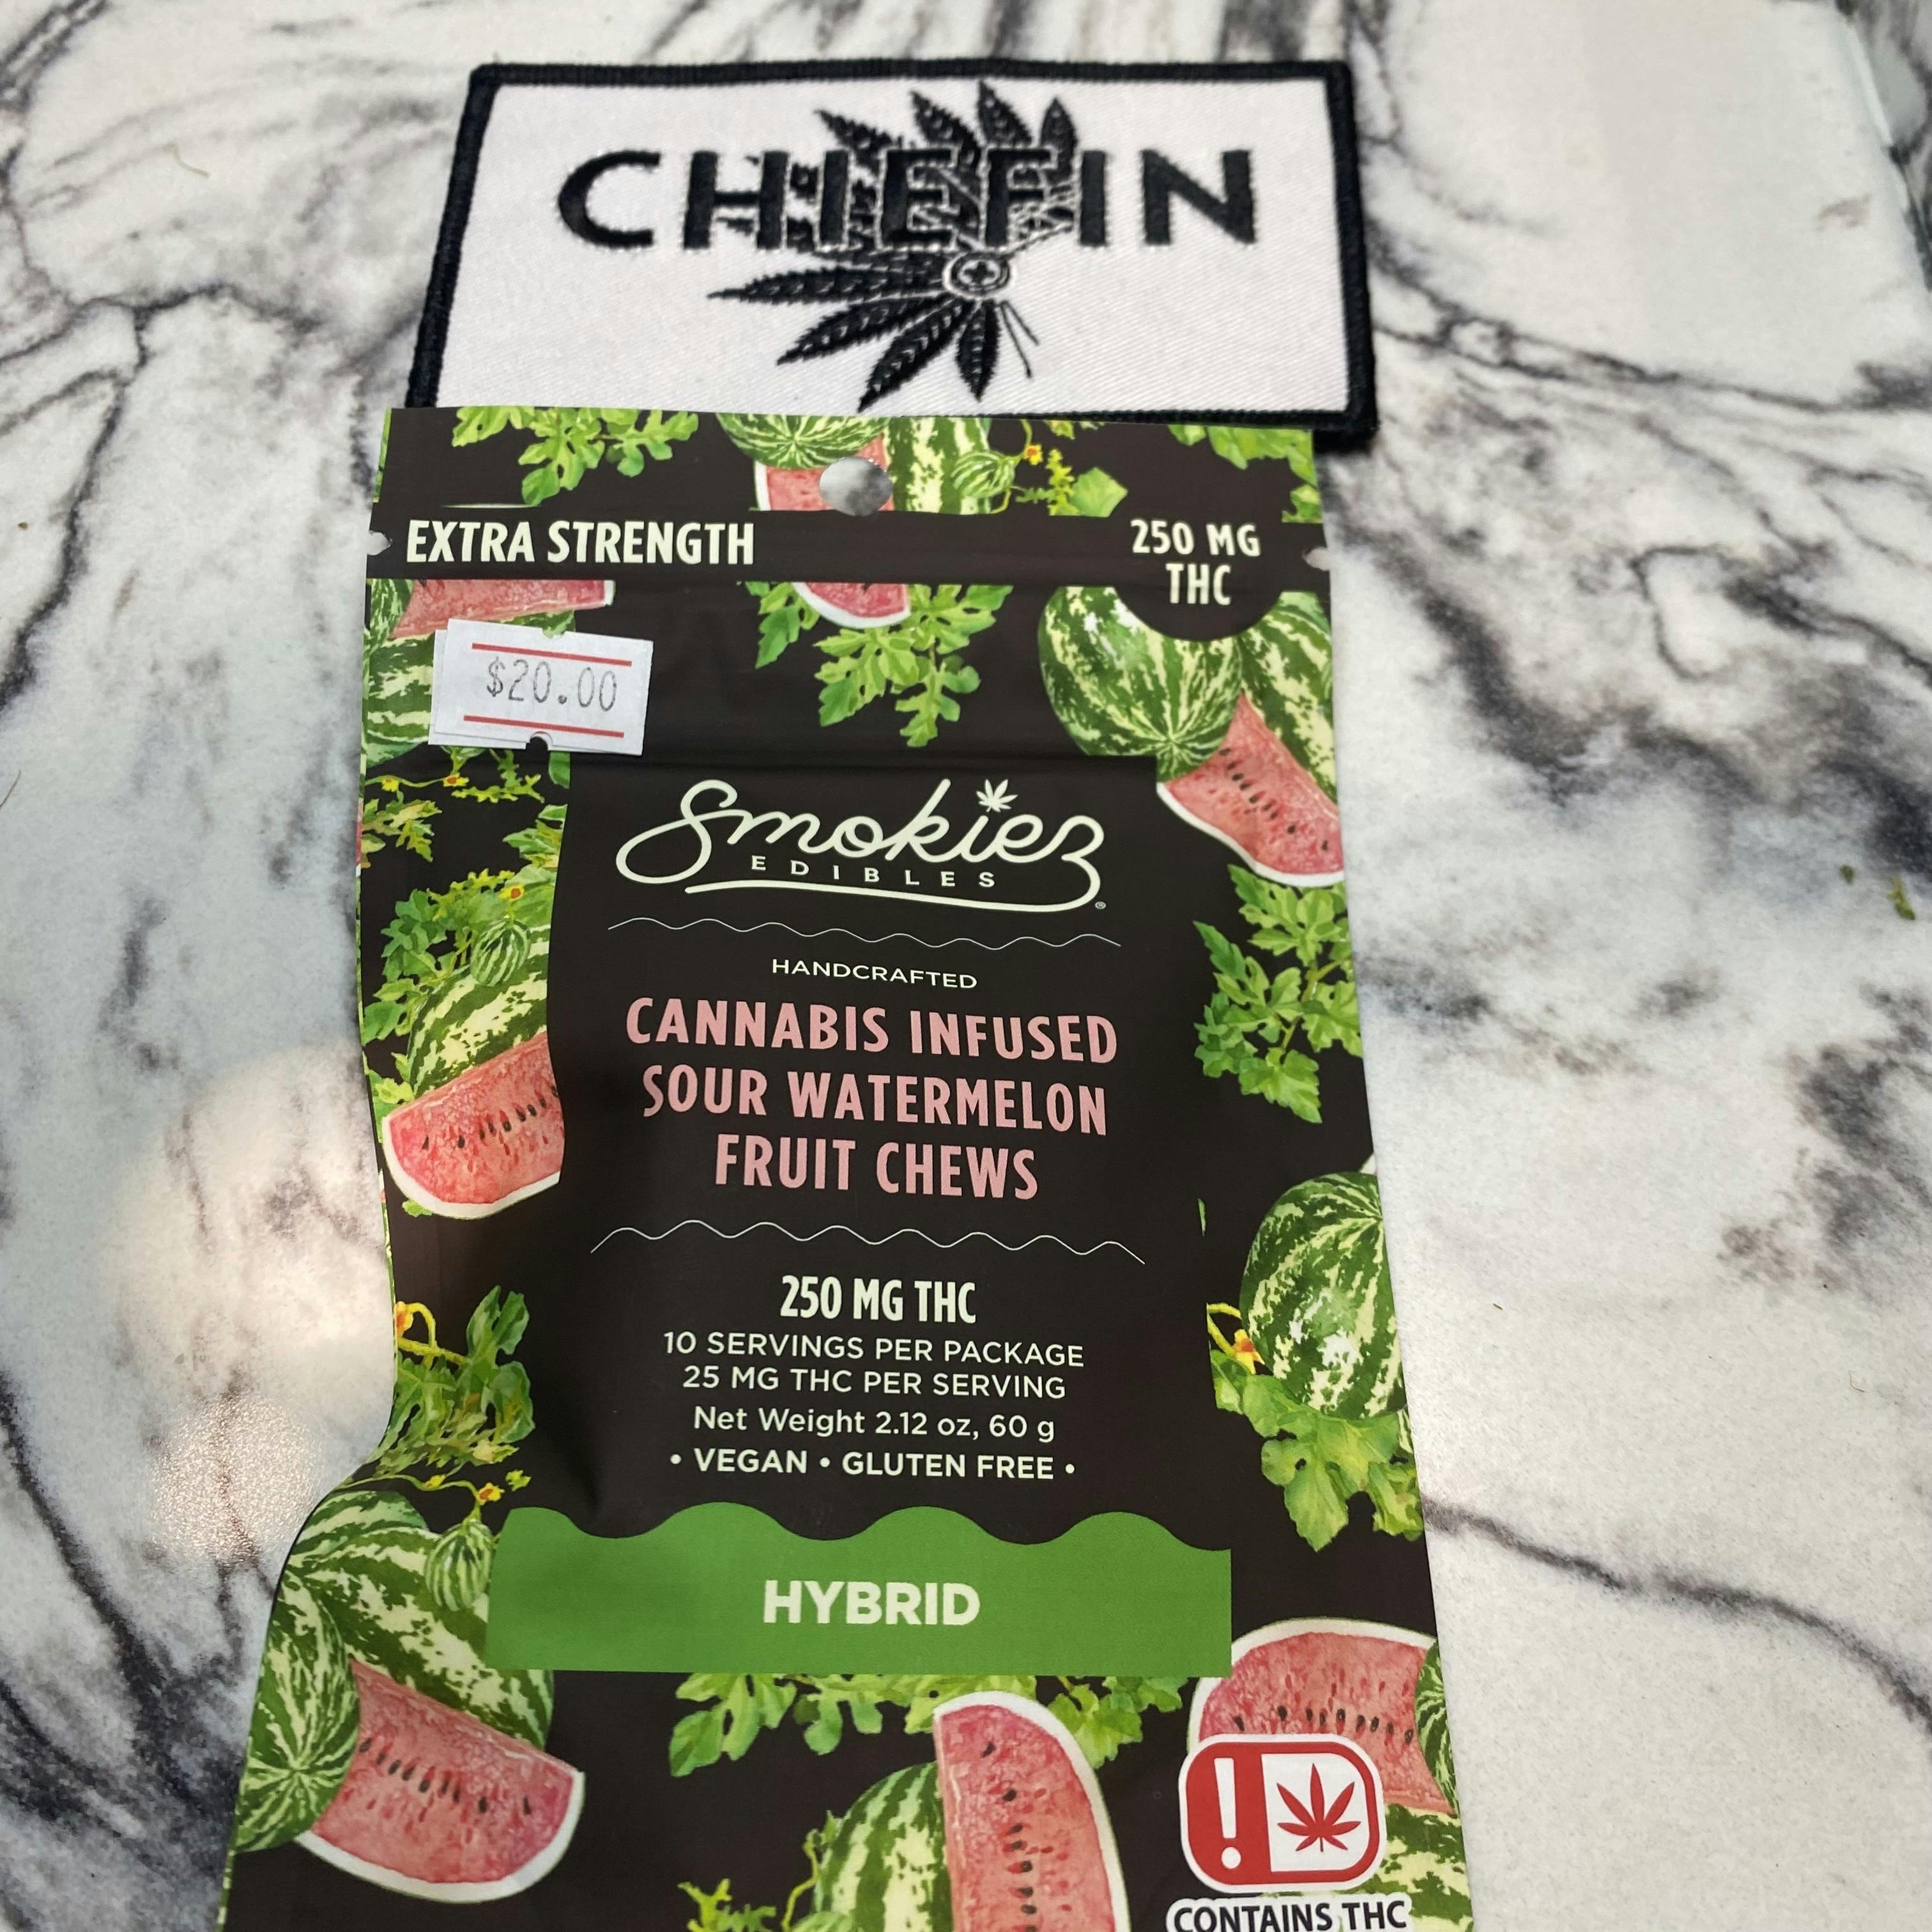 CHIEFIN
EXTRA STRENGTH
250 MG
THC
$20.00
Smokiez
EDIBLES
HANDCRAFTED
CANNABIS INFUSED
SOUR WATERMELON
FRUIT CHEWS
250 MG THC
10 SERVINGS PER PACKAGE
25 MG THC PER SERVING
Net Weight 2.12 oz, 60 g
• VEGAN • GLUTEN FREE •
HYBRID
!
CONTAINS THC